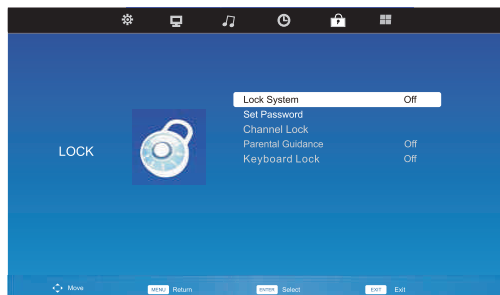 LOCK
Lock System Off
Set Password
Channel Lock
Parental Guidance Off
Keyboard Lock Off
Move MENU Return ENTER Select EXIT Exit